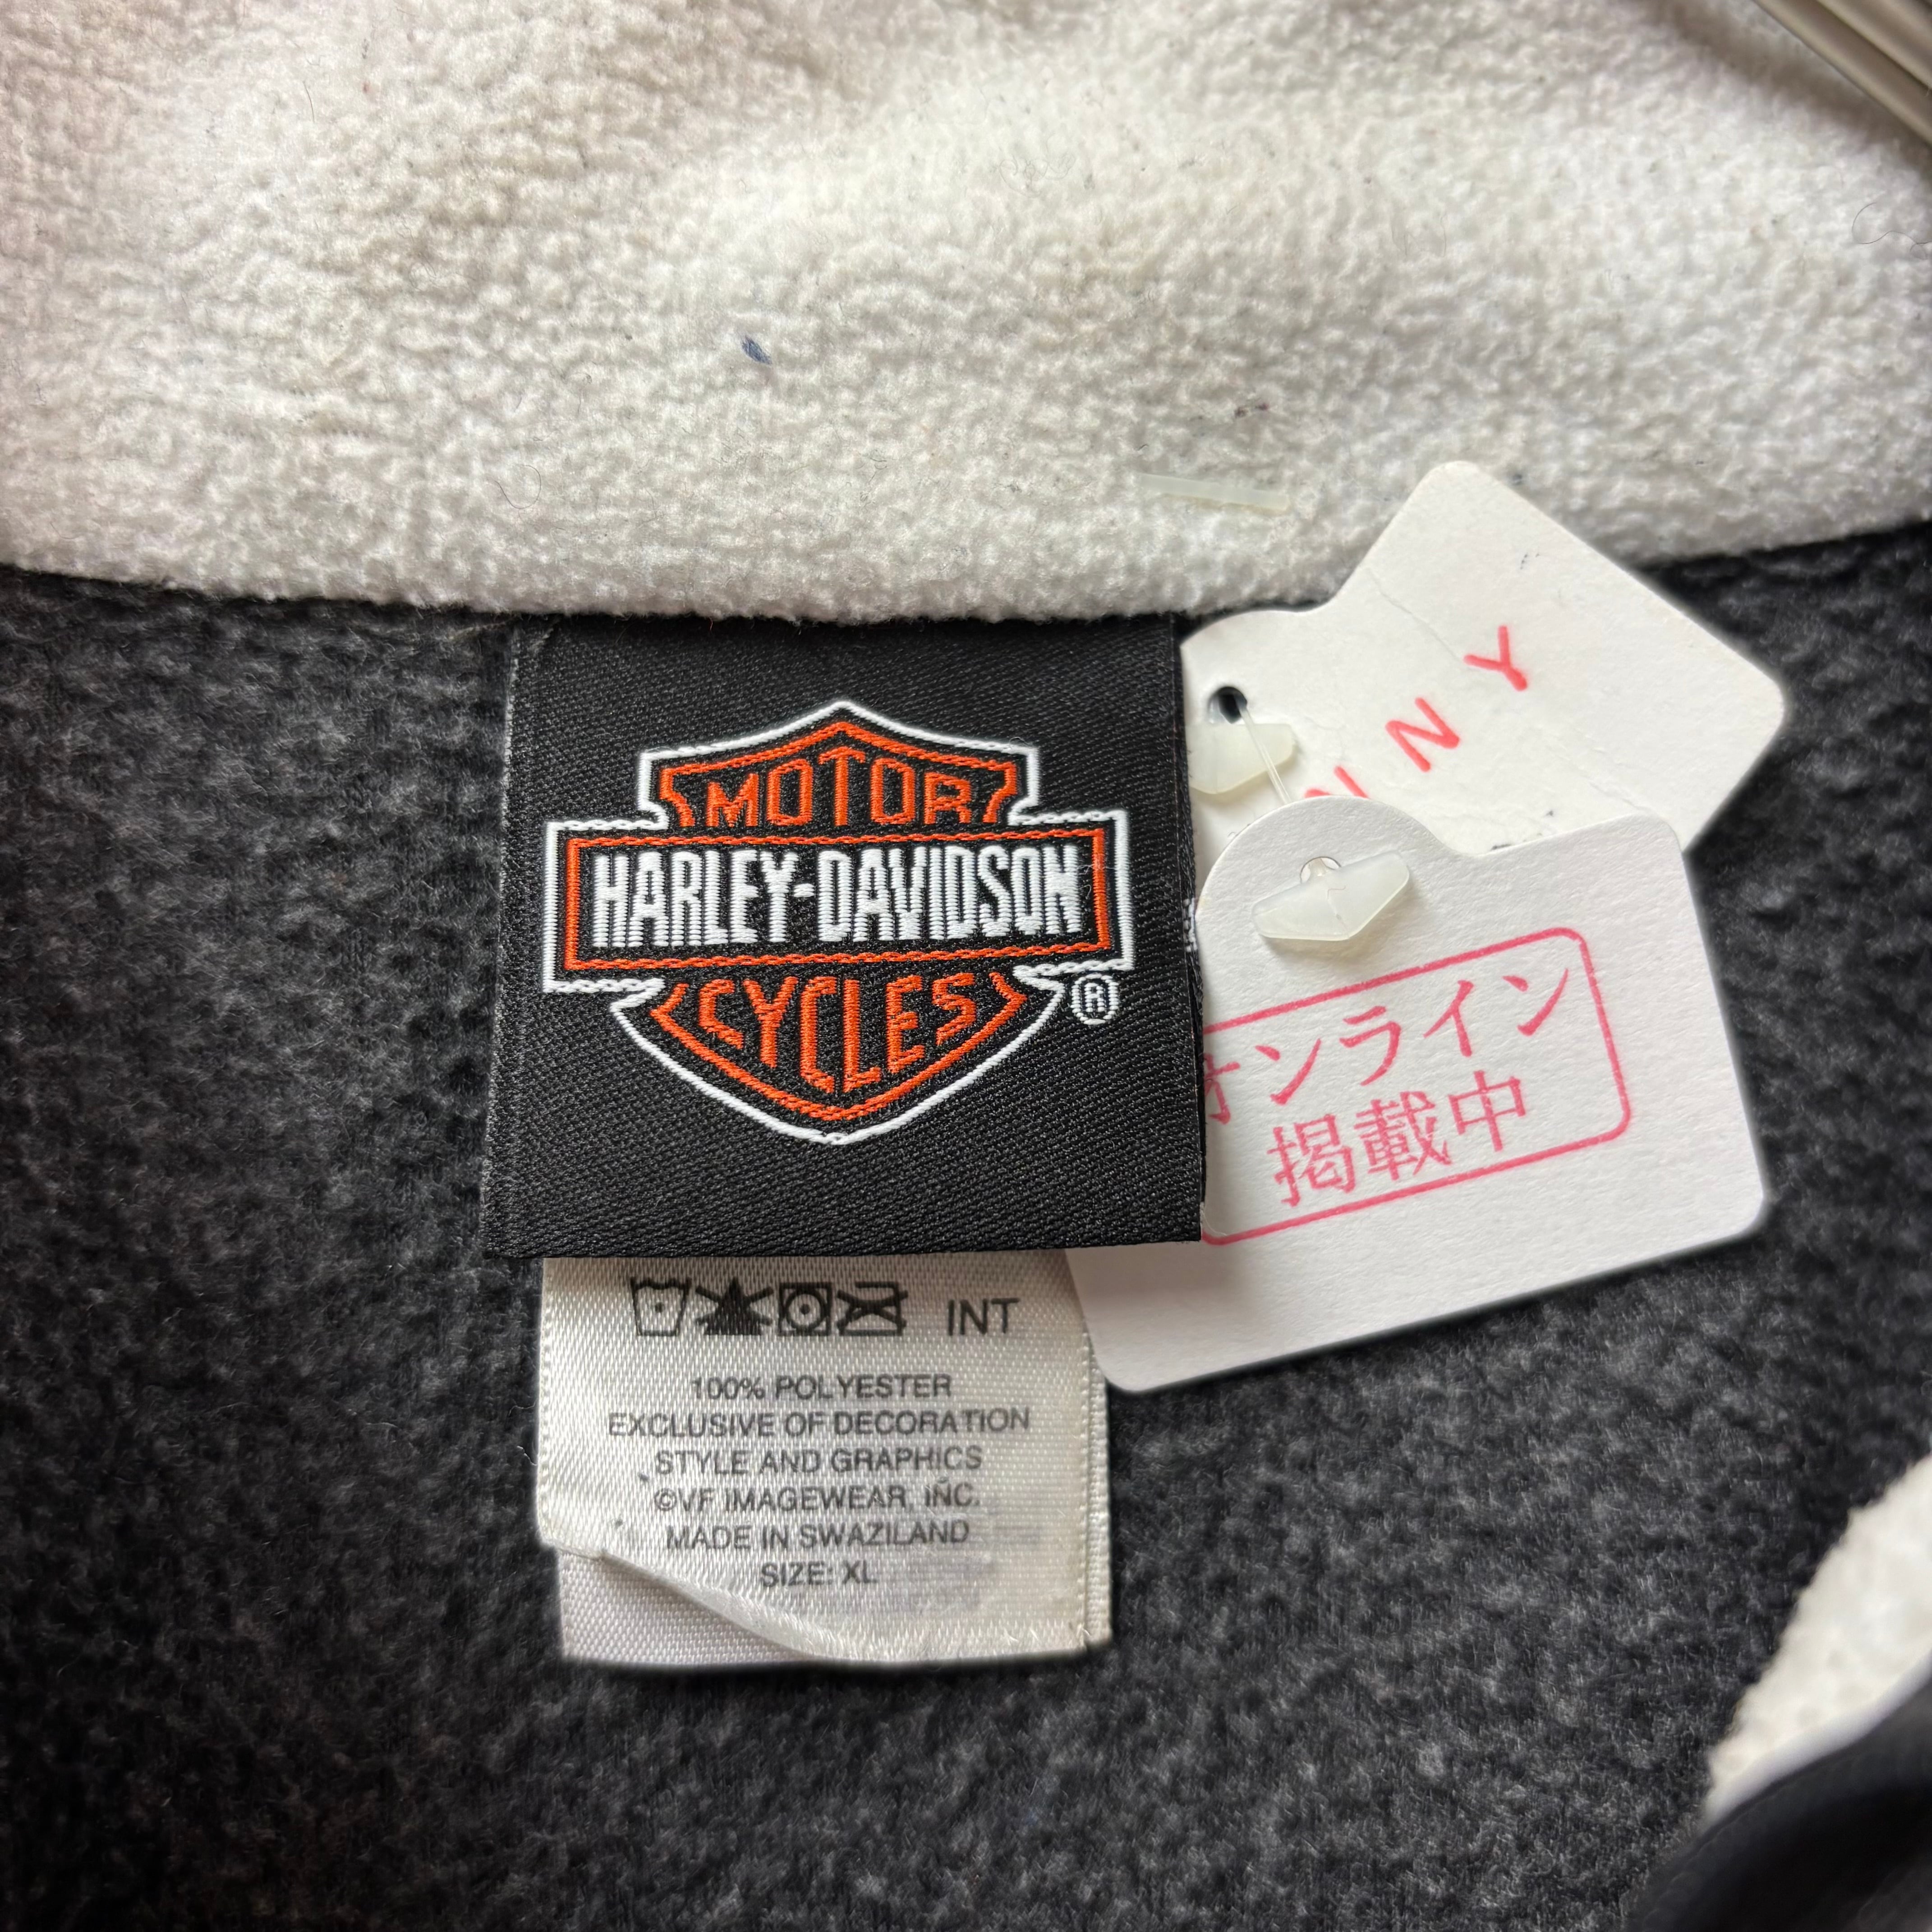 MOTOR
HARLEY-DAVIDSON
CYCLES
®
NNY
オンライン
掲載中
INT
100% POLYESTER
EXCLUSIVE OF DECORATION
STYLE AND GRAPHICS
©VF IMAGEWEAR, INC.
MADE IN SWAZILAND
SIZE: XL